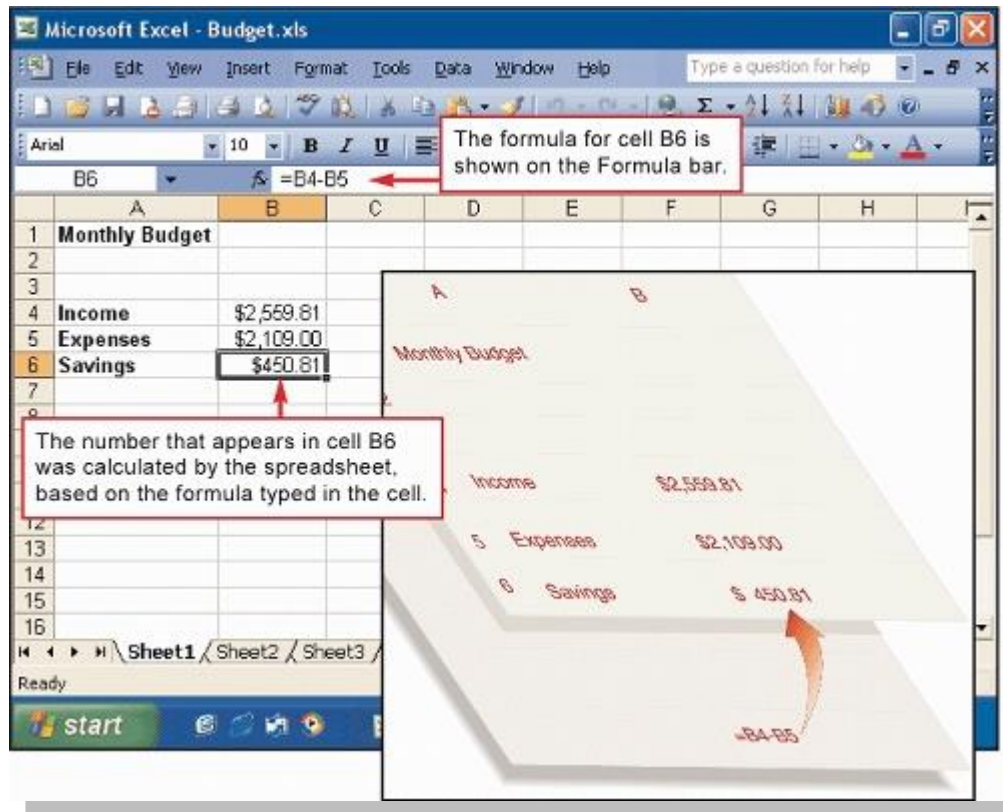 Microsoft Excel - Budget.xls
File Edit View Insert Format Tools Data Window Help Type a question for help
Arial 10 B I U
The formula for cell B6 is
shown on the Formula bar.
B6 fx =B4-B5
A B C D E F G H
1 Monthly Budget
2
3
4 Income $2,559.81
5 Expenses $2,109.00
6 Savings $450.81
7
The number that appears in cell B6
was calculated by the spreadsheet,
based on the formula typed in the cell.
12
13
14
15
16
Sheet1 Sheet2 Sheet3
Ready
start
A B
Monthly Budget
Income $2,559.81
5 Expenses $2,109.00
6 Savings $ 450.81
=B4-B5